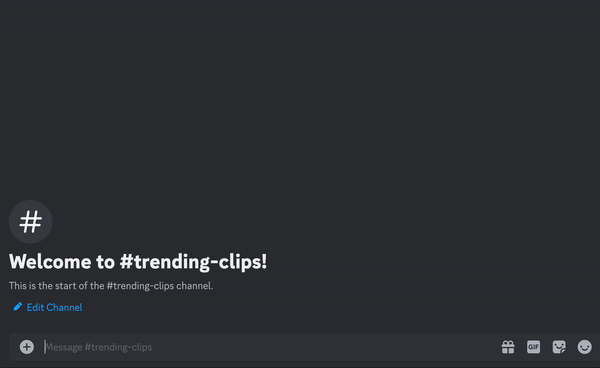 #
Welcome to #trending-clips!
This is the start of the #trending-clips channel.
Edit Channel
Message #trending-clips
GIF